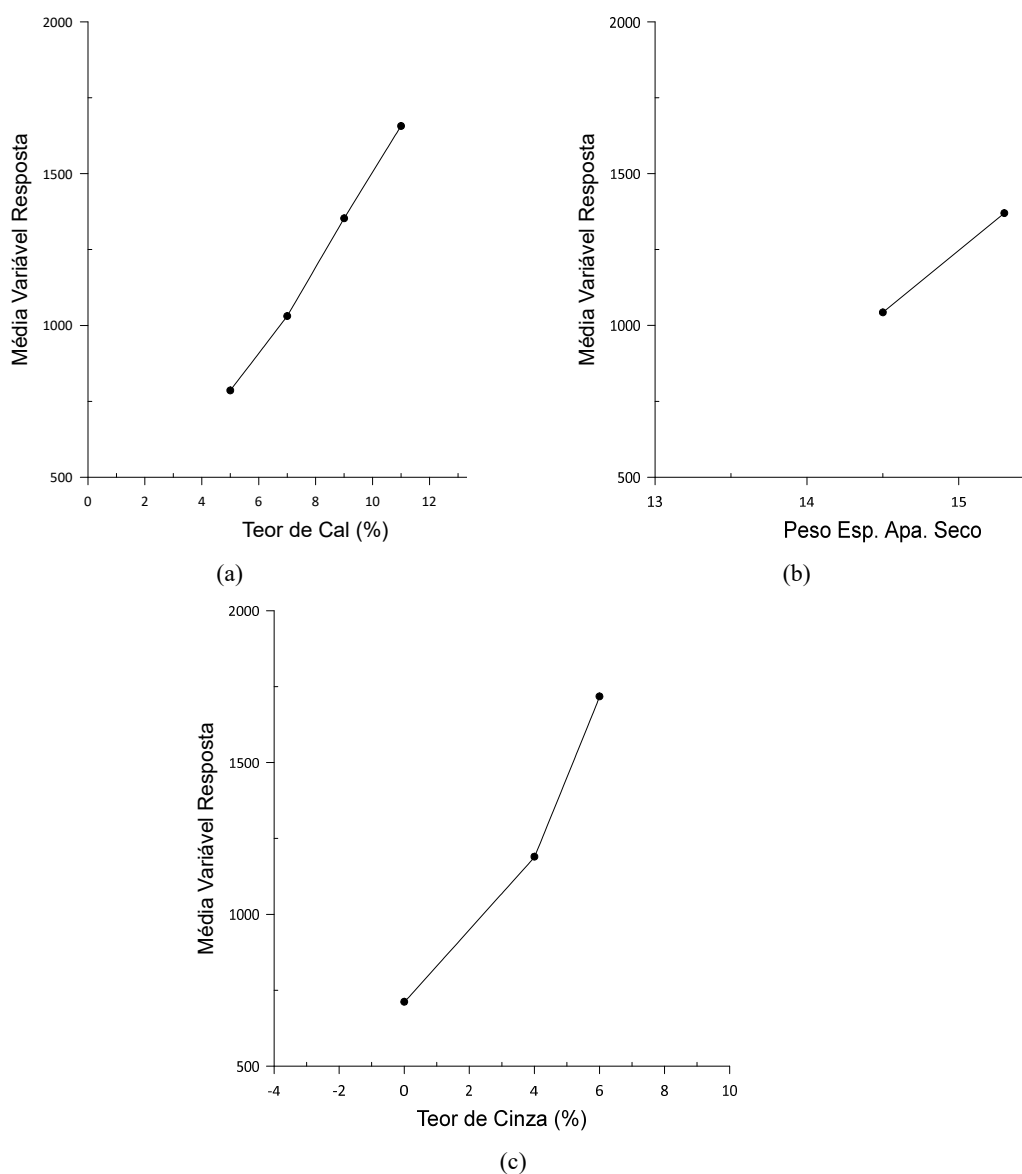 2000
1500
1000
500
Média Variável Resposta
0 2 4 6 8 10 12
Teor de Cal (%)
(a)
2000
1500
1000
500
Média Variável Resposta
13 14 15
Peso Esp. Apa. Seco
(b)
2000
1500
1000
500
Média Variável Resposta
-4 -2 0 2 4 6 8 10
Teor de Cinza (%)
(c)